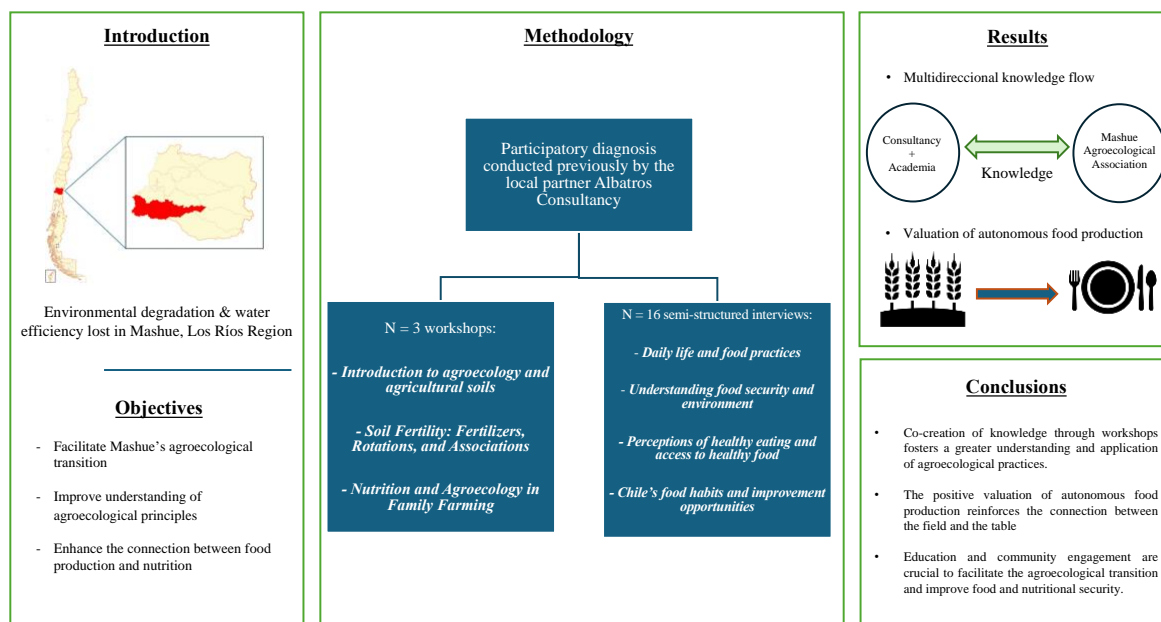 Introduction
Environmental degradation & water
efficiency lost in Mashue, Los Ríos Region
Objectives
- Facilitate Mashue's agroecological
transition
- Improve understanding of
agroecological principles
- Enhance the connection between food
production and nutrition
Methodology
Participatory diagnosis
conducted previously by the
local partner Albatros
Consultancy
N = 3 workshops:
- Introduction to agroecology and
agricultural soils
- Soil Fertility: Fertilizers,
Rotations, and Associations
- Nutrition and Agroecology in
Family Farming
N = 16 semi-structured interviews:
- Daily life and food practices
- Understanding food security and
environment
- Perceptions of healthy eating and
access to healthy food
- Chile's food habits and improvement
opportunities
Results
• Multidireccional knowledge flow
Consultancy
+
Academia
Knowledge
Mashue
Agroecological
Association
• Valuation of autonomous food production
Conclusions
• Co-creation of knowledge through workshops
fosters a greater understanding and application
of agroecological practices.
• The positive valuation of autonomous food
production reinforces the connection between
the field and the table
• Education and community engagement are
crucial to facilitate the agroecological transition
and improve food and nutritional security.